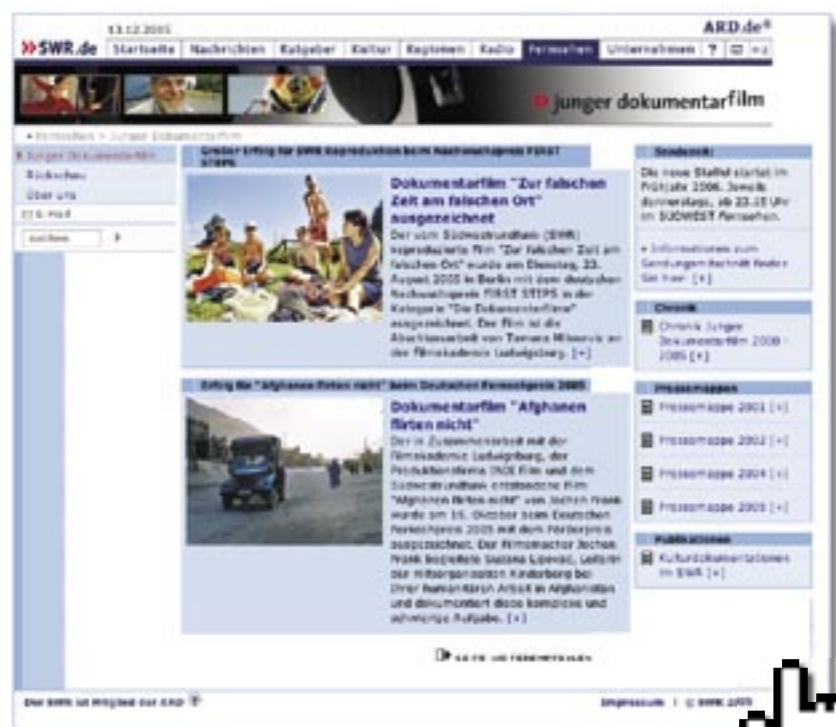 13.12.2005
ARD.de
SWR.de Startseite Nachrichten Ratgeber Kultur Regionen Radio Fernsehen Unternehmen ?
junger dokumentarfilm
Fernsehen > Junger Dokumentarfilm
Junger Dokumentarfilm
Rückschau
Über uns
E-Mail
suchen
Großer Erfolg für SWR beim Nachwuchspreis FIRST
STEPS
Dokumentarfilm "Zur falschen
Zeit am falschen Ort"
ausgezeichnet
Der vom Südwestrundfunk (SWR)
koproduzierte Film "Zur falschen Zeit am
falschen Ort" wurde am Dienstag, 23.
August 2005 in Berlin mit dem deutschen
Nachwuchspreis FIRST STEPS in der
Kategorie "Die Dokumentarfilme"
ausgezeichnet. Der Film ist die
Abschlussarbeit von Tamara an
der Filmakademie Ludwigsburg. [+]
Erfolg für "Afghanen flirten nicht" beim Deutschen Fernsehpreis 2005
Dokumentarfilm "Afghanen
flirten nicht"
Der in Zusammenarbeit mit der
Filmakademie Ludwigsburg, der
Produktionsfirma INDI Film und dem
Südwestrundfunk entstandene Film
"Afghanen flirten nicht" von Jochen Frank
wurde am 15. Oktober beim Deutschen
Fernsehpreis 2005 mit dem Förderpreis
ausgezeichnet. Der Filmemacher Jochen
Frank begleitete Leiterin
der Hilfsorganisation Kinderberg bei
ihrer humanitären Arbeit in Afghanistan
und dokumentiert diese komplexe und
schwierige Aufgabe. [+]
Sendezeit:
Die neue Staffel startet im
Frühjahr 2006. Jeweils
donnerstags, ab 23.15 Uhr
im SÜDWEST Fernsehen.
Informationen zum
Sendungsmitschnitt finden
Sie hier. [+]
Chronik
Chronik Junger
Dokumentarfilm 2000 -
2005 [+]
Pressemappen
Pressemappe 2001 [+]
Pressemappe 2002 [+]
Pressemappe 2004 [+]
Pressemappe 2005 [+]
Publikationen
Kulturdokumentationen
im SWR [+]
Der SWR ist Mitglied der ARD
Impressum | © SWR 2005